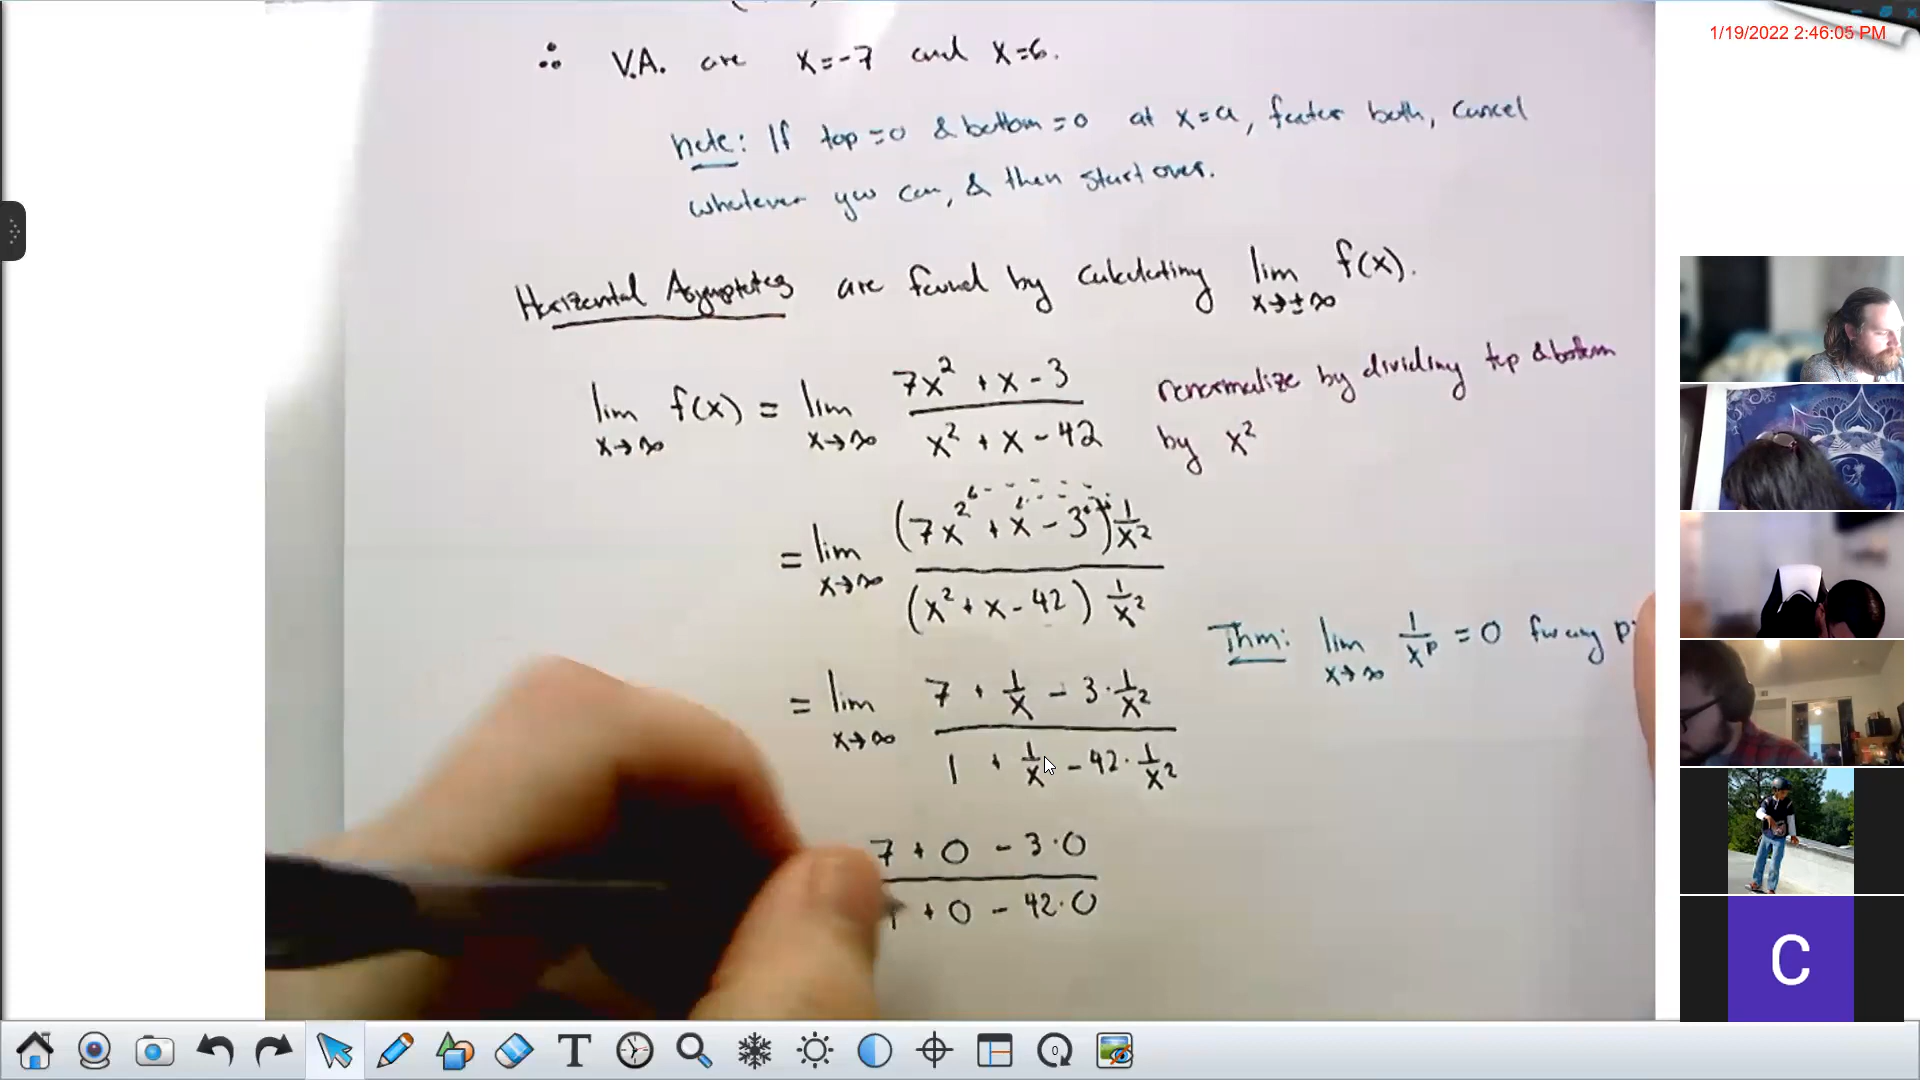 1/19/2022 2:46:05 PM
∴ V.A. are x=-7 and x=6.
Note: If top =0 & bottom =0 at x=a, factor both, cancel
whatever you can, & then start over.
Horizontal Asymptotes are found by calculating lim x→±∞ f(x).
lim x→∞ f(x) = lim x→∞ (7x² + x - 3)/(x² + x - 42) renormalize by dividing top & bottom
by x²
= lim x→∞ ((7x² + x - 3) 1/x²)/((x² + x - 42) 1/x²)
Thm: lim x→∞ 1/x^p = 0 for any p
= lim x→∞ (7 + 1/x - 3·1/x²)/(1 + 1/x - 42·1/x²)
(7 + 0 - 3·0)/(1 + 0 - 42·0)
C
T
0